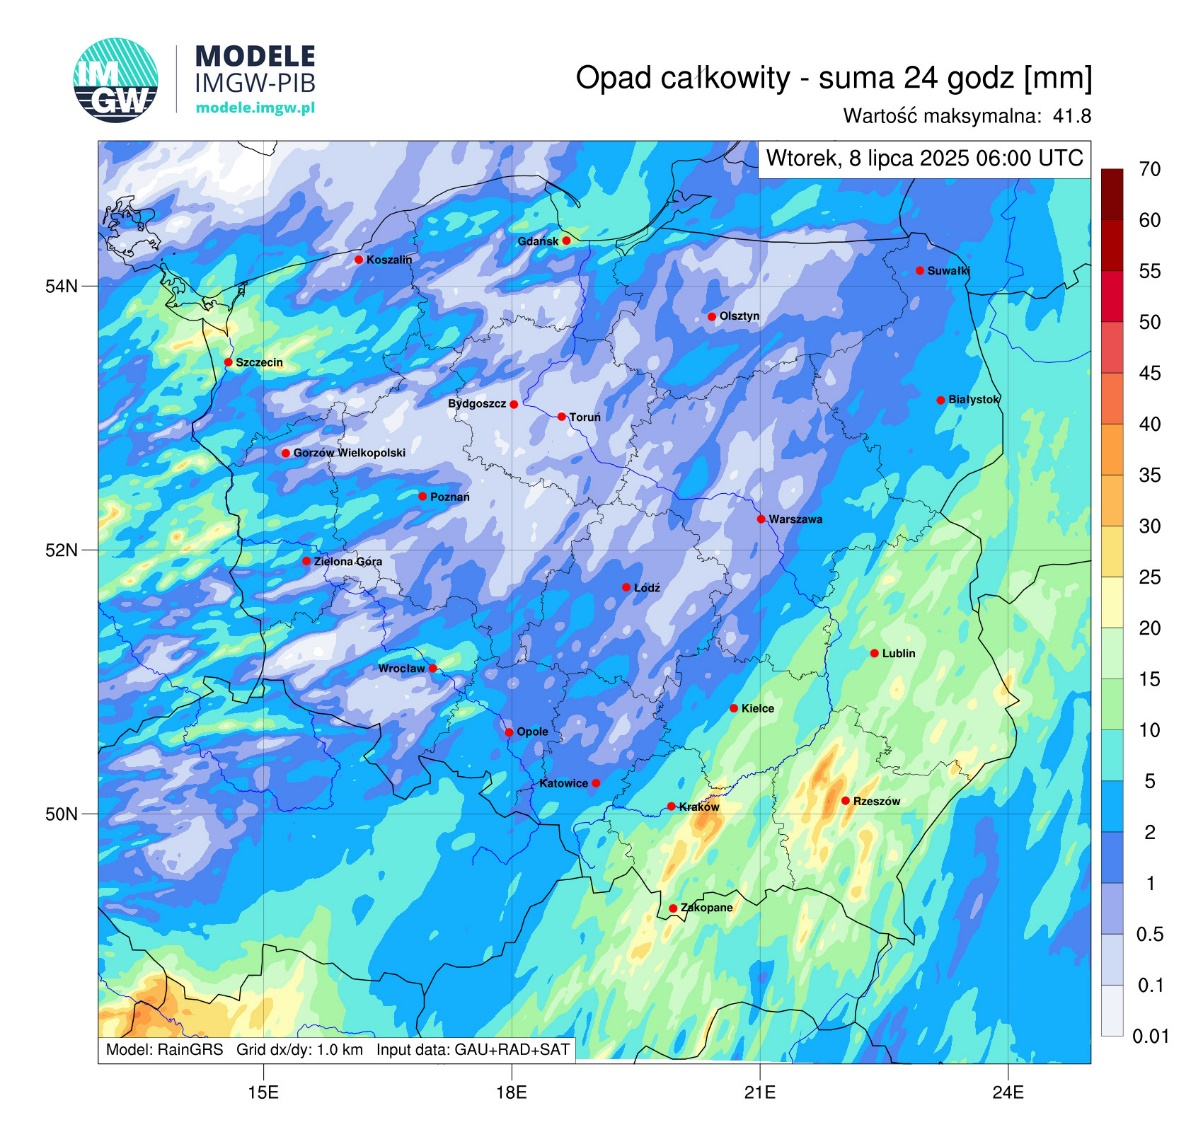 IM
GW
MODELE
IMGW-PIB
modele.imgw.pl
Opad całkowity - suma 24 godz [mm]
Wartość maksymalna: 41.8
Wtorek, 8 lipca 2025 06:00 UTC
70
60
55
50
45
40
35
30
25
20
15
10
5
2
1
0.5
0.1
0.01
54N
52N
50N
Gdańsk
Koszalin
Suwałki
Olsztyn
Szczecin
Białystok
Bydgoszcz
Toruń
Gorzów Wielkopolski
Poznań
Warszawa
Zielona Góra
Łódź
Lublin
Wrocław
Kielce
Opole
Katowice
Kraków
Rzeszów
Zakopane
Model: RainGRS Grid dx/dy: 1.0 km Input data: GAU+RAD+SAT
15E
18E
21E
24E